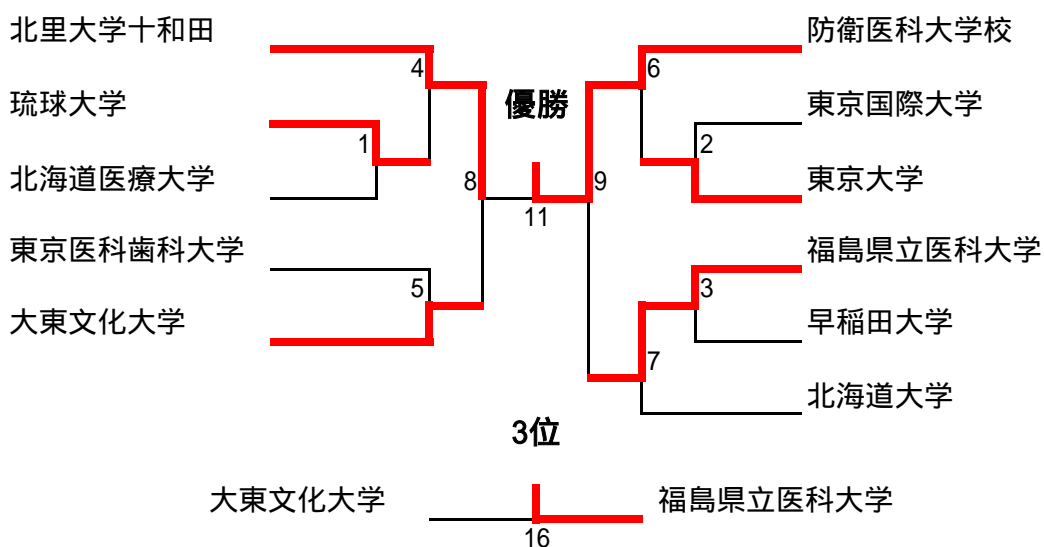 北里大学十和田
防衛医科大学校
4
6
優勝
琉球大学
東京国際大学
1
2
北海道医療大学
8
9
東京大学
11
東京医科歯科大学
福島県立医科大学
5
3
大東文化大学
早稲田大学
7
北海道大学
3位
大東文化大学
福島県立医科大学
16